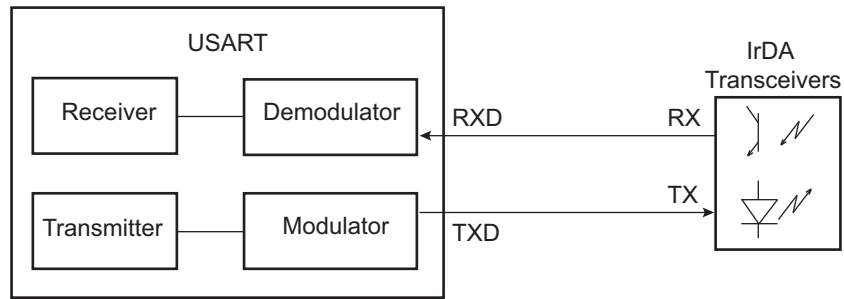 USART
IrDA
Transceivers
Receiver
Demodulator
RXD
RX
Transmitter
Modulator
TXD
TX